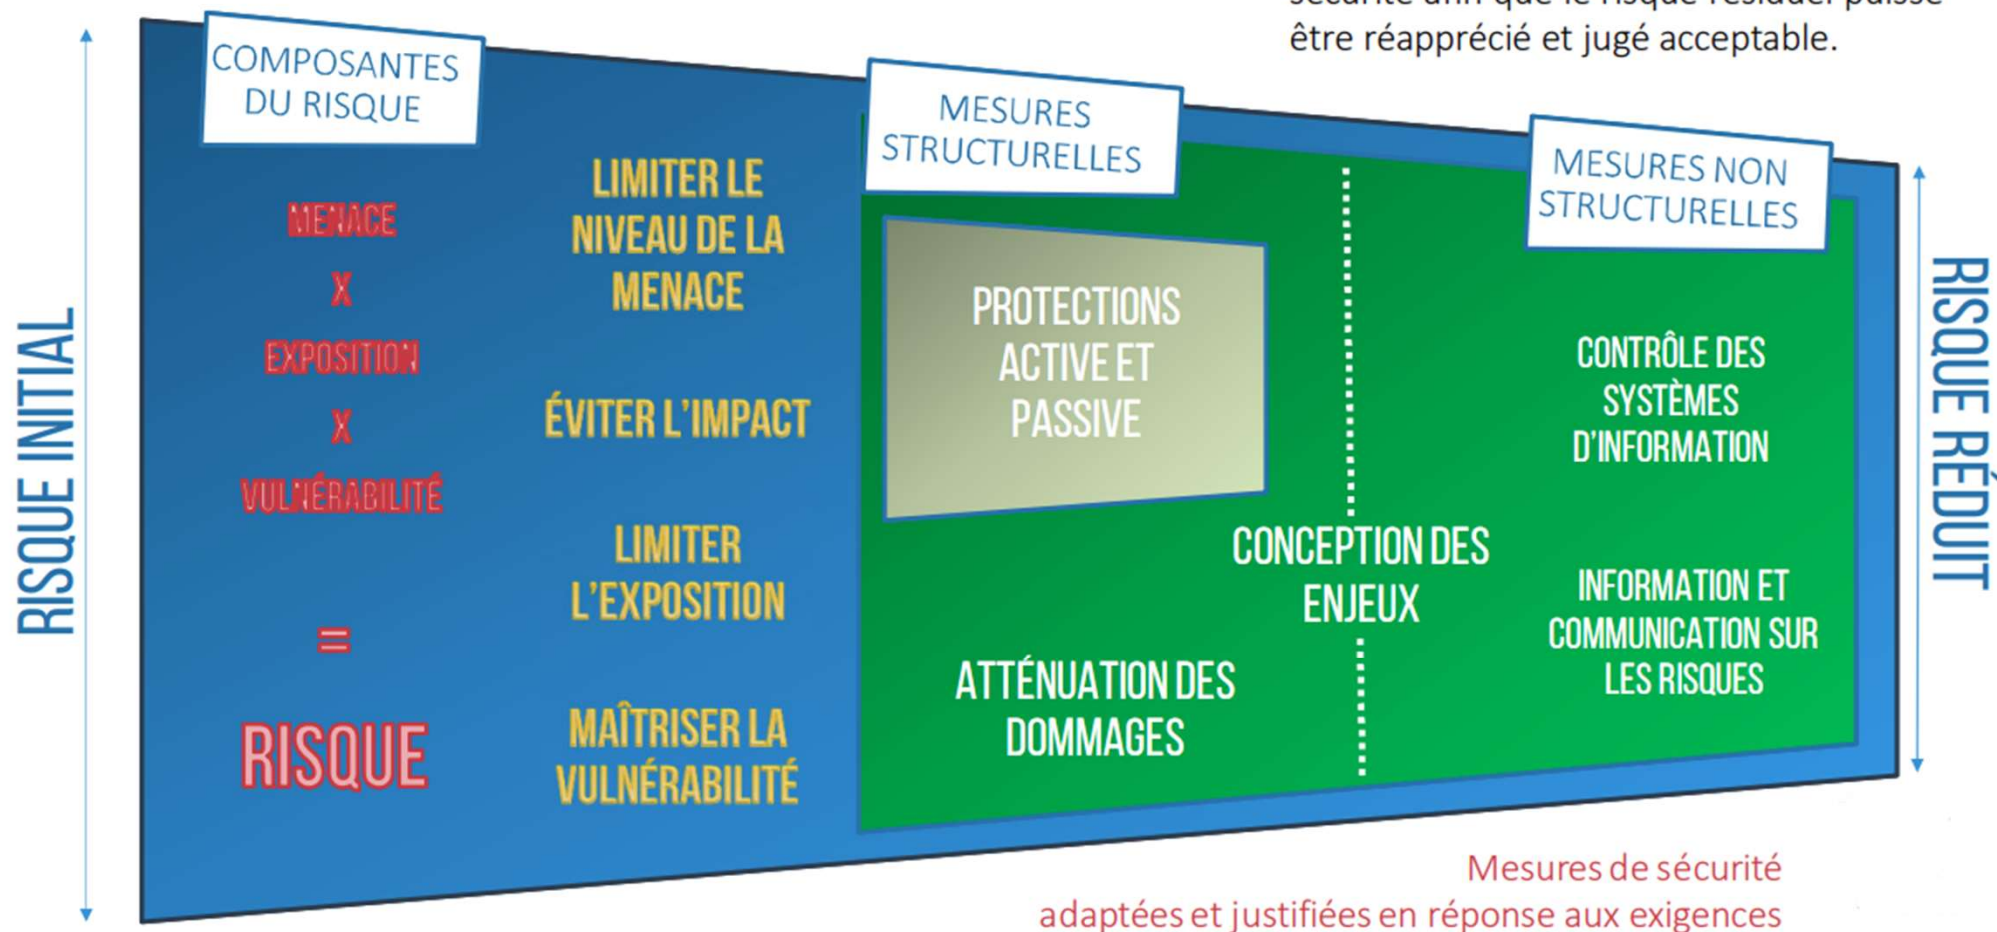 être réapprécié et jugé acceptable.
COMPOSANTES
DU RISQUE
MESURES
STRUCTURELLES
MESURES NON
STRUCTURELLES
RISQUE INITIAL
MENACE
X
EXPOSITION
X
VULNÉRABILITÉ
=
RISQUE
LIMITER LE
NIVEAU DE LA
MENACE
ÉVITER L'IMPACT
LIMITER
L'EXPOSITION
MAÎTRISER LA
VULNÉRABILITÉ
PROTECTIONS
ACTIVE ET
PASSIVE
CONCEPTION DES
ENJEUX
ATTÉNUATION DES
DOMMAGES
CONTRÔLE DES
SYSTÈMES
D'INFORMATION
INFORMATION ET
COMMUNICATION SUR
LES RISQUES
RISQUE RÉDUIT
Mesures de sécurité
adaptées et justifiées en réponse aux exigences